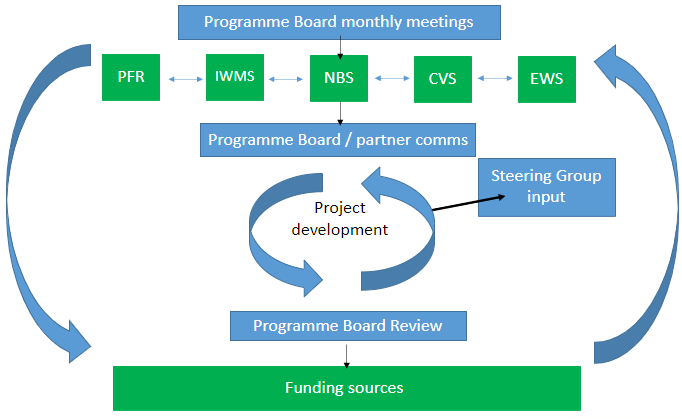 Programme Board monthly meetings
PFR
IWMS
NBS
CVS
EWS
Programme Board / partner comms
Steering Group
input
Project
development
Programme Board Review
Funding sources